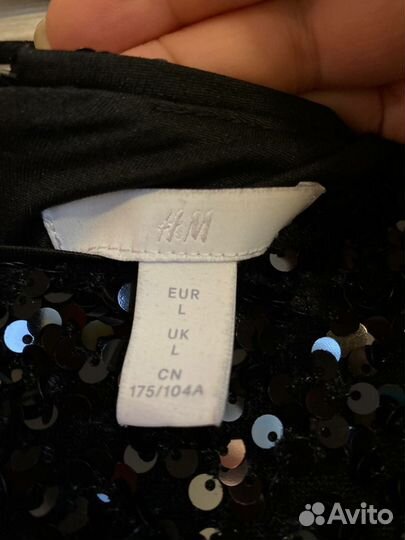 H&M
EUR
L
UK
L
CN
175/104A
Avito